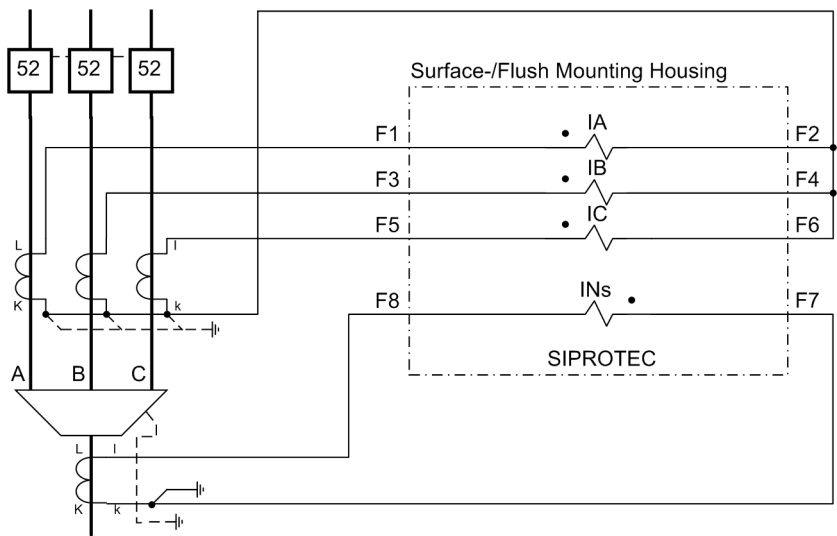 52 52 52
Surface-/Flush Mounting Housing
F1 IA F2
F3 IB F4
F5 IC F6
L l
K k
F8 INs F7
SIPROTEC
A B C
L l
K k